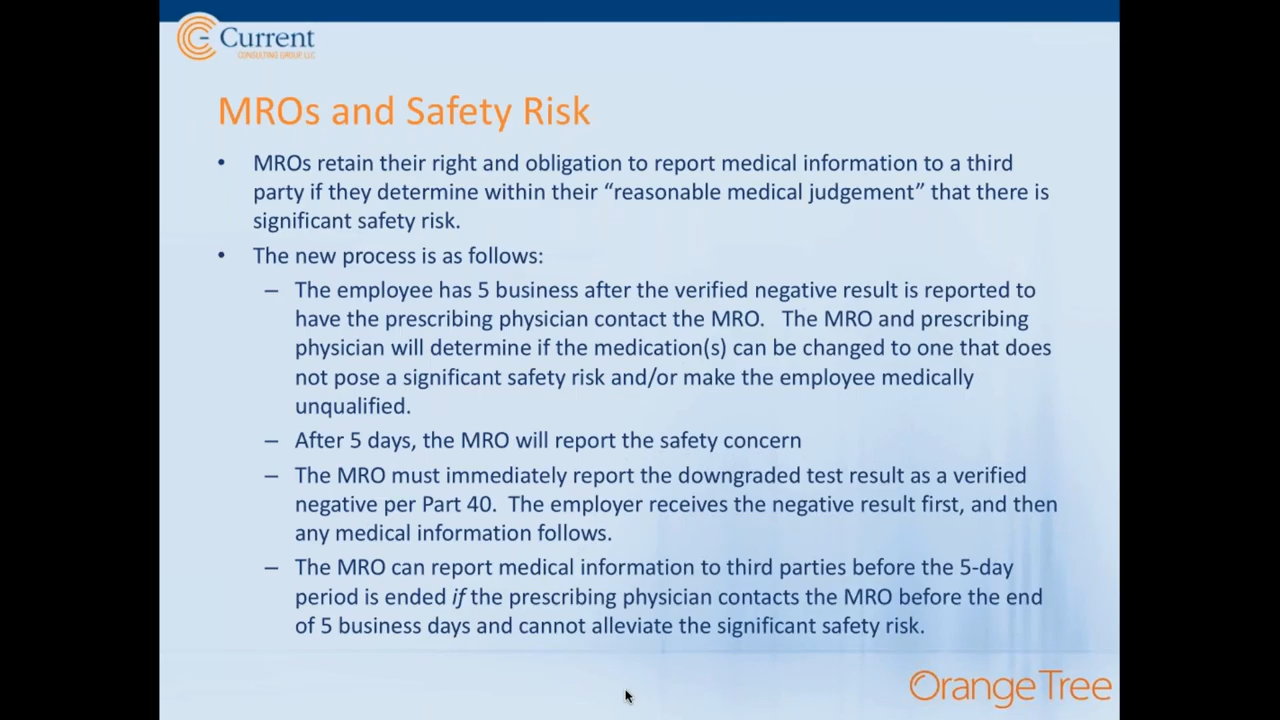 Current
CONSULTING GROUP, LLC
MROs and Safety Risk
• MROs retain their right and obligation to report medical information to a third
party if they determine within their “reasonable medical judgement” that there is
significant safety risk.
• The new process is as follows:
– The employee has 5 business after the verified negative result is reported to
have the prescribing physician contact the MRO.   The MRO and prescribing
physician will determine if the medication(s) can be changed to one that does
not pose a significant safety risk and/or make the employee medically
unqualified.
– After 5 days, the MRO will report the safety concern
– The MRO must immediately report the downgraded test result as a verified
negative per Part 40.  The employer receives the negative result first, and then
any medical information follows.
– The MRO can report medical information to third parties before the 5-day
period is ended if the prescribing physician contacts the MRO before the end
of 5 business days and cannot alleviate the significant safety risk.
OrangeTree